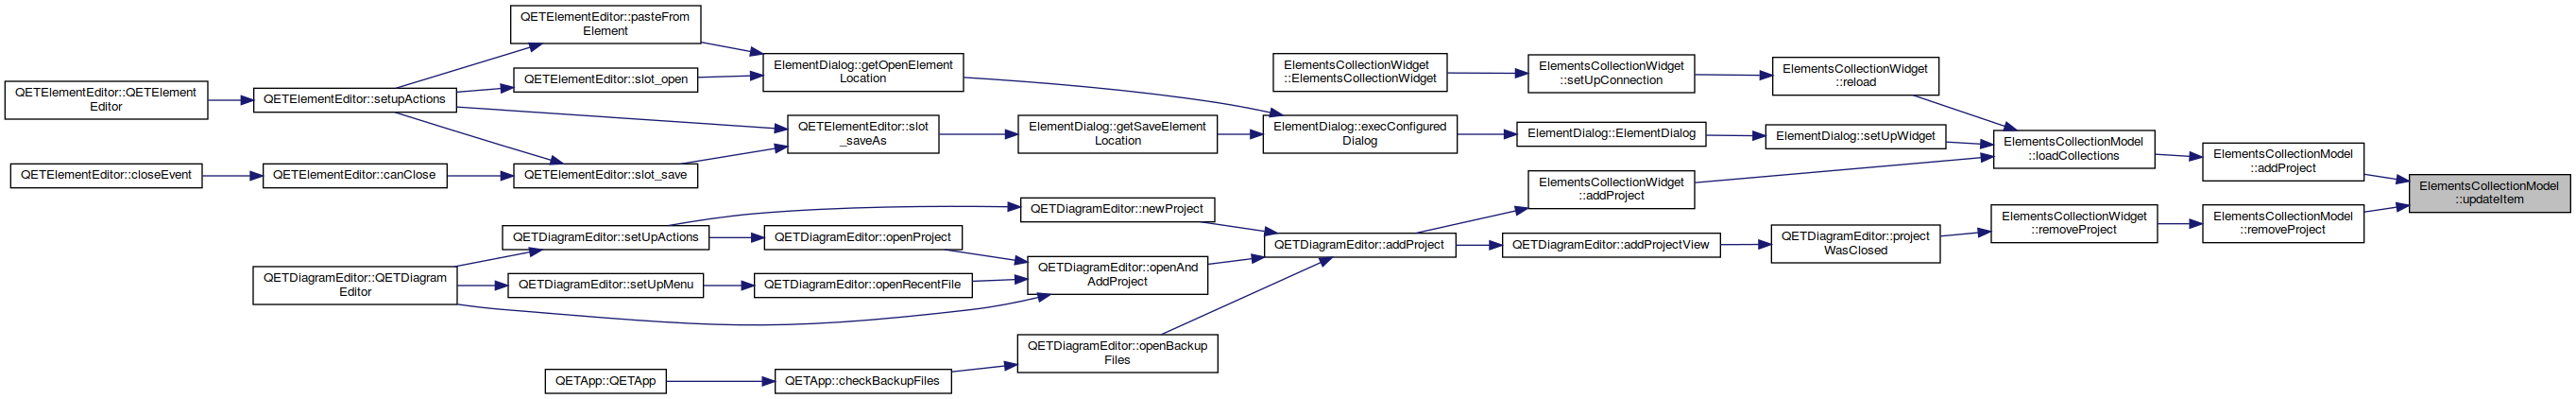 QETElementEditor::QETElement
Editor
QETElementEditor::closeEvent
QETElementEditor::setupActions
QETElementEditor::canClose
QETDiagramEditor::QETDiagram
Editor
QETElementEditor::pasteFrom
Element
QETElementEditor::slot_open
QETElementEditor::slot_save
QETDiagramEditor::setUpActions
QETDiagramEditor::setUpMenu
QETApp::QETApp
ElementDialog::getOpenElement
Location
QETElementEditor::slot
_saveAs
QETDiagramEditor::openProject
QETDiagramEditor::openRecentFile
QETApp::checkBackupFiles
ElementDialog::getSaveElement
Location
QETDiagramEditor::newProject
QETDiagramEditor::openAnd
AddProject
QETDiagramEditor::openBackup
Files
ElementsCollectionWidget
::ElementsCollectionWidget
ElementDialog::execConfigured
Dialog
QETDiagramEditor::addProject
ElementsCollectionWidget
::setUpConnection
ElementDialog::ElementDialog
ElementsCollectionWidget
::addProject
QETDiagramEditor::addProjectView
ElementsCollectionWidget
::reload
ElementDialog::setUpWidget
QETDiagramEditor::project
WasClosed
ElementsCollectionModel
::loadCollections
ElementsCollectionWidget
::removeProject
ElementsCollectionModel
::addProject
ElementsCollectionModel
::removeProject
ElementsCollectionModel
::updateItem